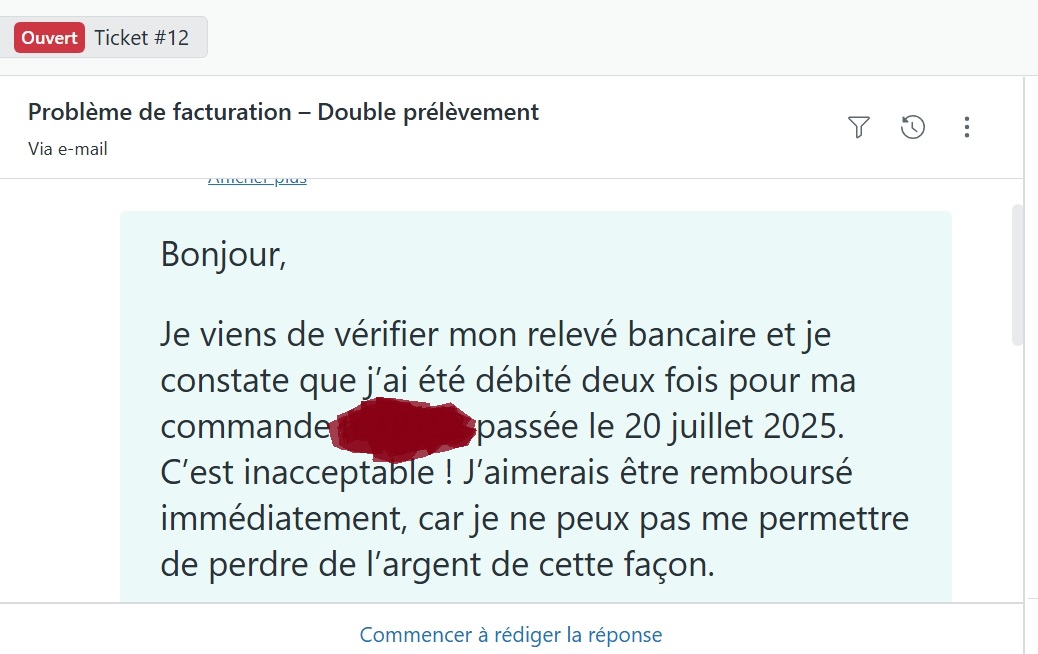 Ouvert Ticket #12
Problème de facturation – Double prélèvement
Via e-mail
Afficher plus
Bonjour,
Je viens de vérifier mon relevé bancaire et je
constate que j’ai été débité deux fois pour ma
commande passée le 20 juillet 2025.
C’est inacceptable ! J’aimerais être remboursé
immédiatement, car je ne peux pas me permettre
de perdre de l’argent de cette façon.
Commencer à rédiger la réponse